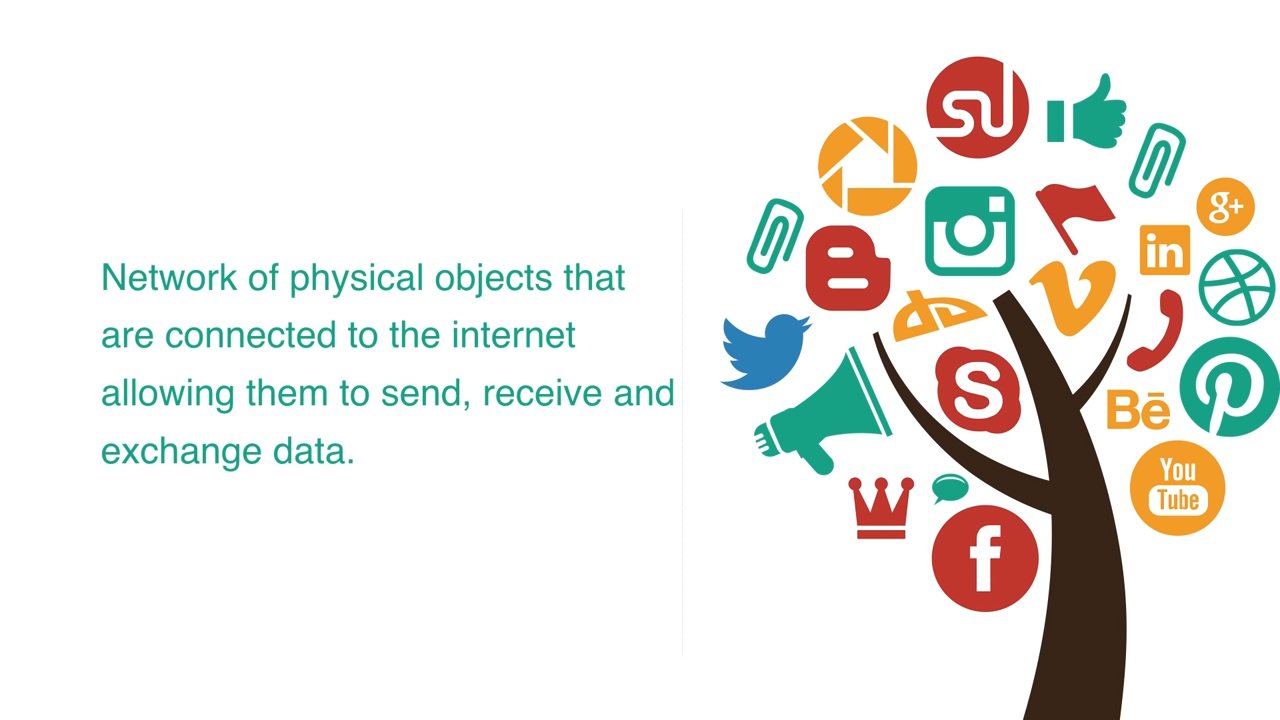 Network of physical objects that
are connected to the internet
allowing them to send, receive and
exchange data.
su
g+
in
S
Bē
You
Tube
f